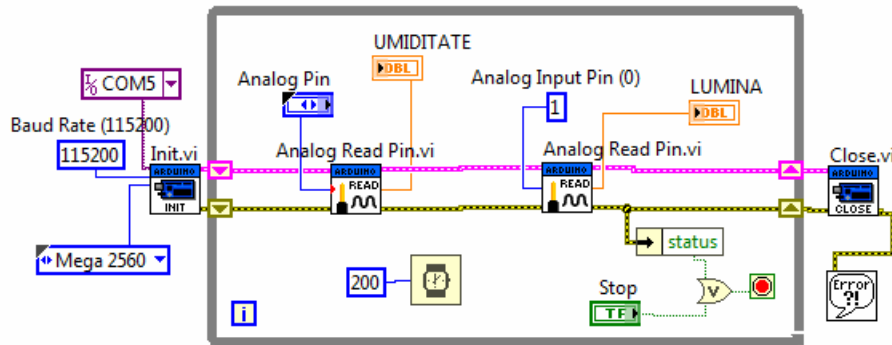 UMIDITATE
DBL
COM5
Analog Pin
Analog Input Pin (0)
1
LUMINA
DBL
Baud Rate (115200)
115200
Init.vi
ARDUINO
INIT
Analog Read Pin.vi
ARDUINO
READ
Analog Read Pin.vi
ARDUINO
READ
Close.vi
ARDUINO
CLOSE
Mega 2560
200
status
Stop
TF
V
i
Error
?!